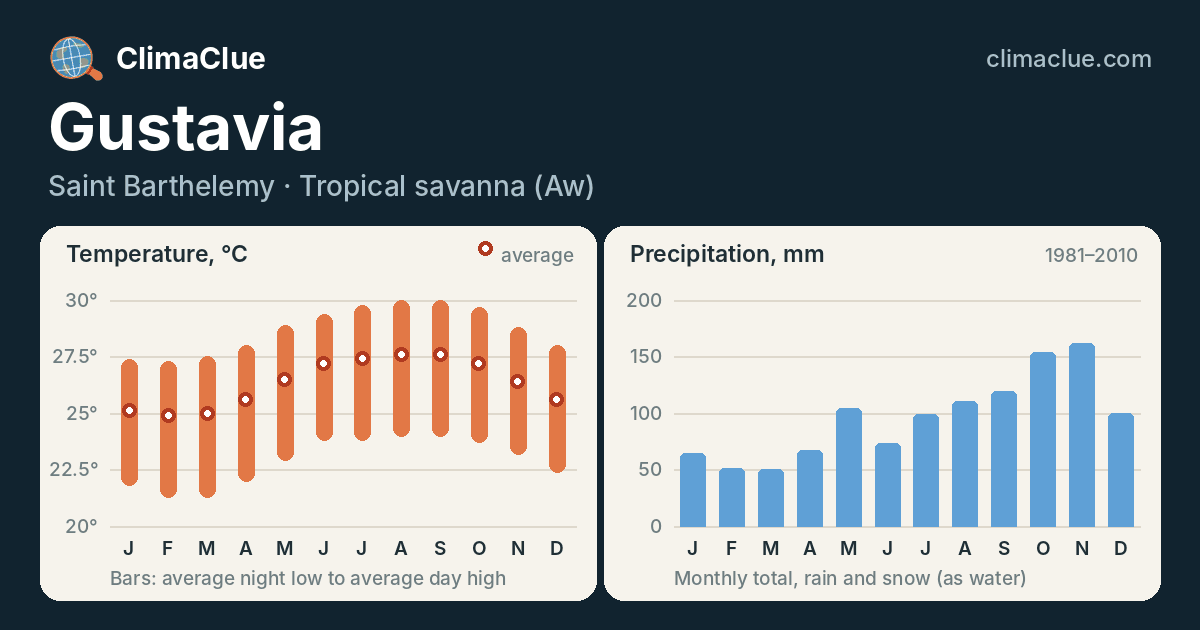 ClimaClue
climaclue.com
Gustavia
Saint Barthelemy · Tropical savanna (Aw)
Temperature, °C
average
30°
27.5°
25°
22.5°
20°
J F M A M J J A S O N D
Bars: average night low to average day high
Precipitation, mm
1981–2010
200
150
100
50
0
J F M A M J J A S O N D
Monthly total, rain and snow (as water)